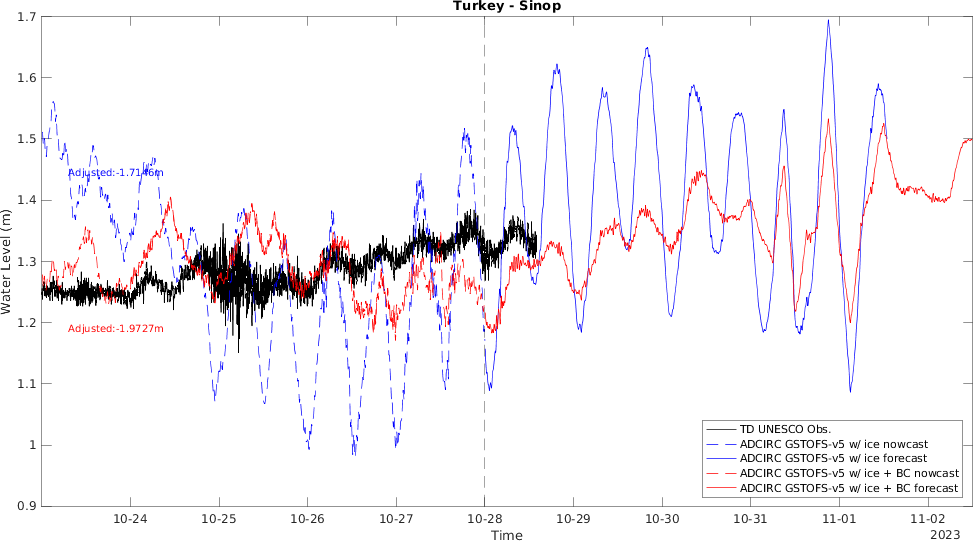 Turkey - Sinop
1.7
1.6
1.5
1.4
1.3
1.2
1.1
1
0.9
Water Level (m)
Adjusted:-1.7146m
Adjusted:-1.9727m
TD UNESCO Obs.
ADCIRC GSTOFS-v5 w/ ice nowcast
ADCIRC GSTOFS-v5 w/ ice forecast
ADCIRC GSTOFS-v5 w/ ice + BC nowcast
ADCIRC GSTOFS-v5 w/ ice + BC forecast
10-24 10-25 10-26 10-27 10-28 10-29 10-30 10-31 11-01 11-02
Time
2023